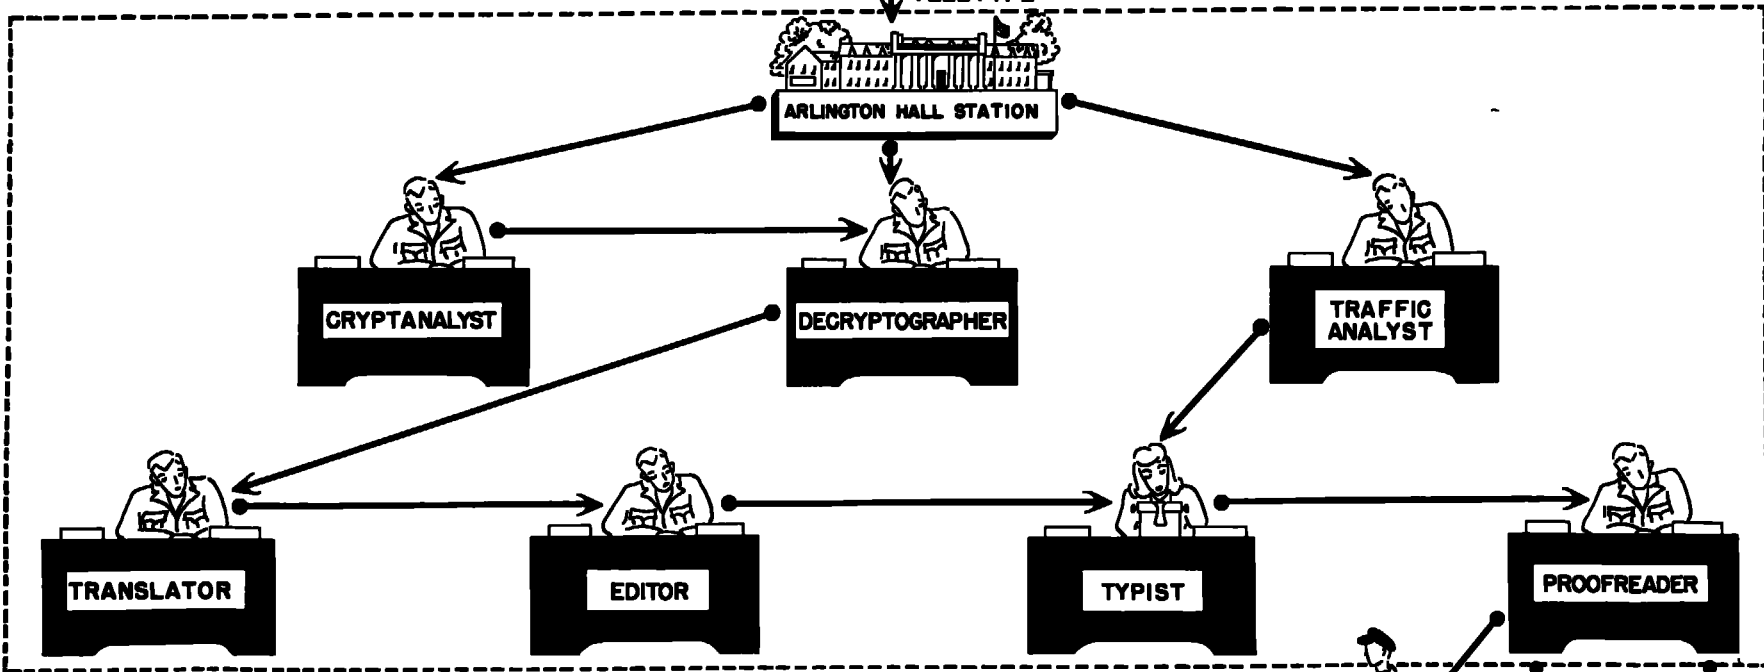 ARLINGTON HALL STATION
CRYPTANALYST
DECRYPTOGRAPHER
TRAFFIC
ANALYST
TRANSLATOR
EDITOR
TYPIST
PROOFREADER